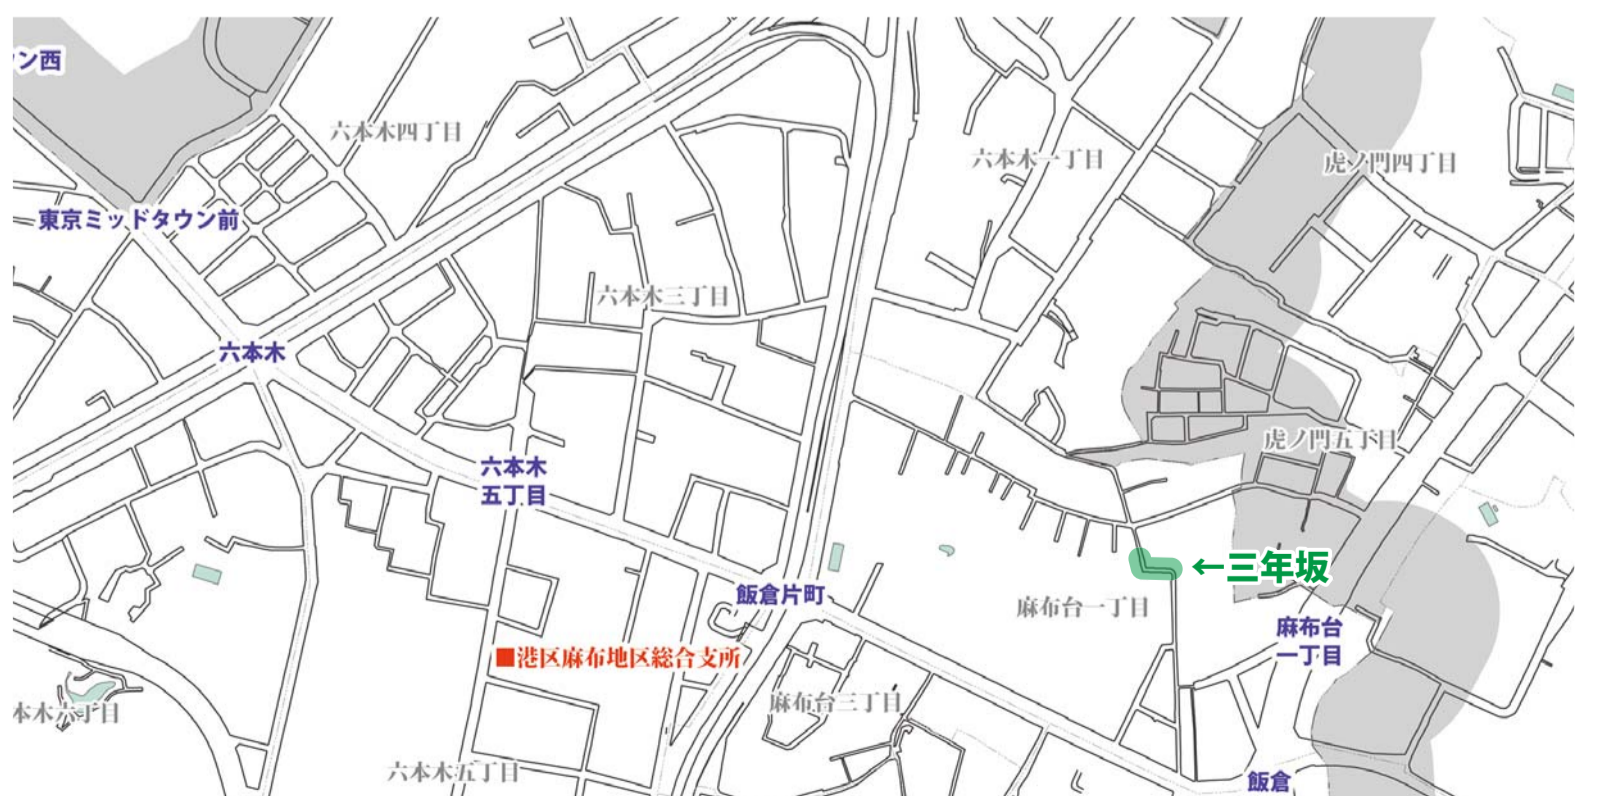 ン西
六本木四丁目
六本木一丁目
虎ノ門四丁目
東京ミッドタウン前
六本木三丁目
六本木
虎ノ門五丁目
六本木
五丁目
←三年坂
飯倉片町
麻布台一丁目
麻布台
一丁目
■港区麻布地区総合支所
麻布台三丁目
本木六丁目
六本木五丁目
飯倉